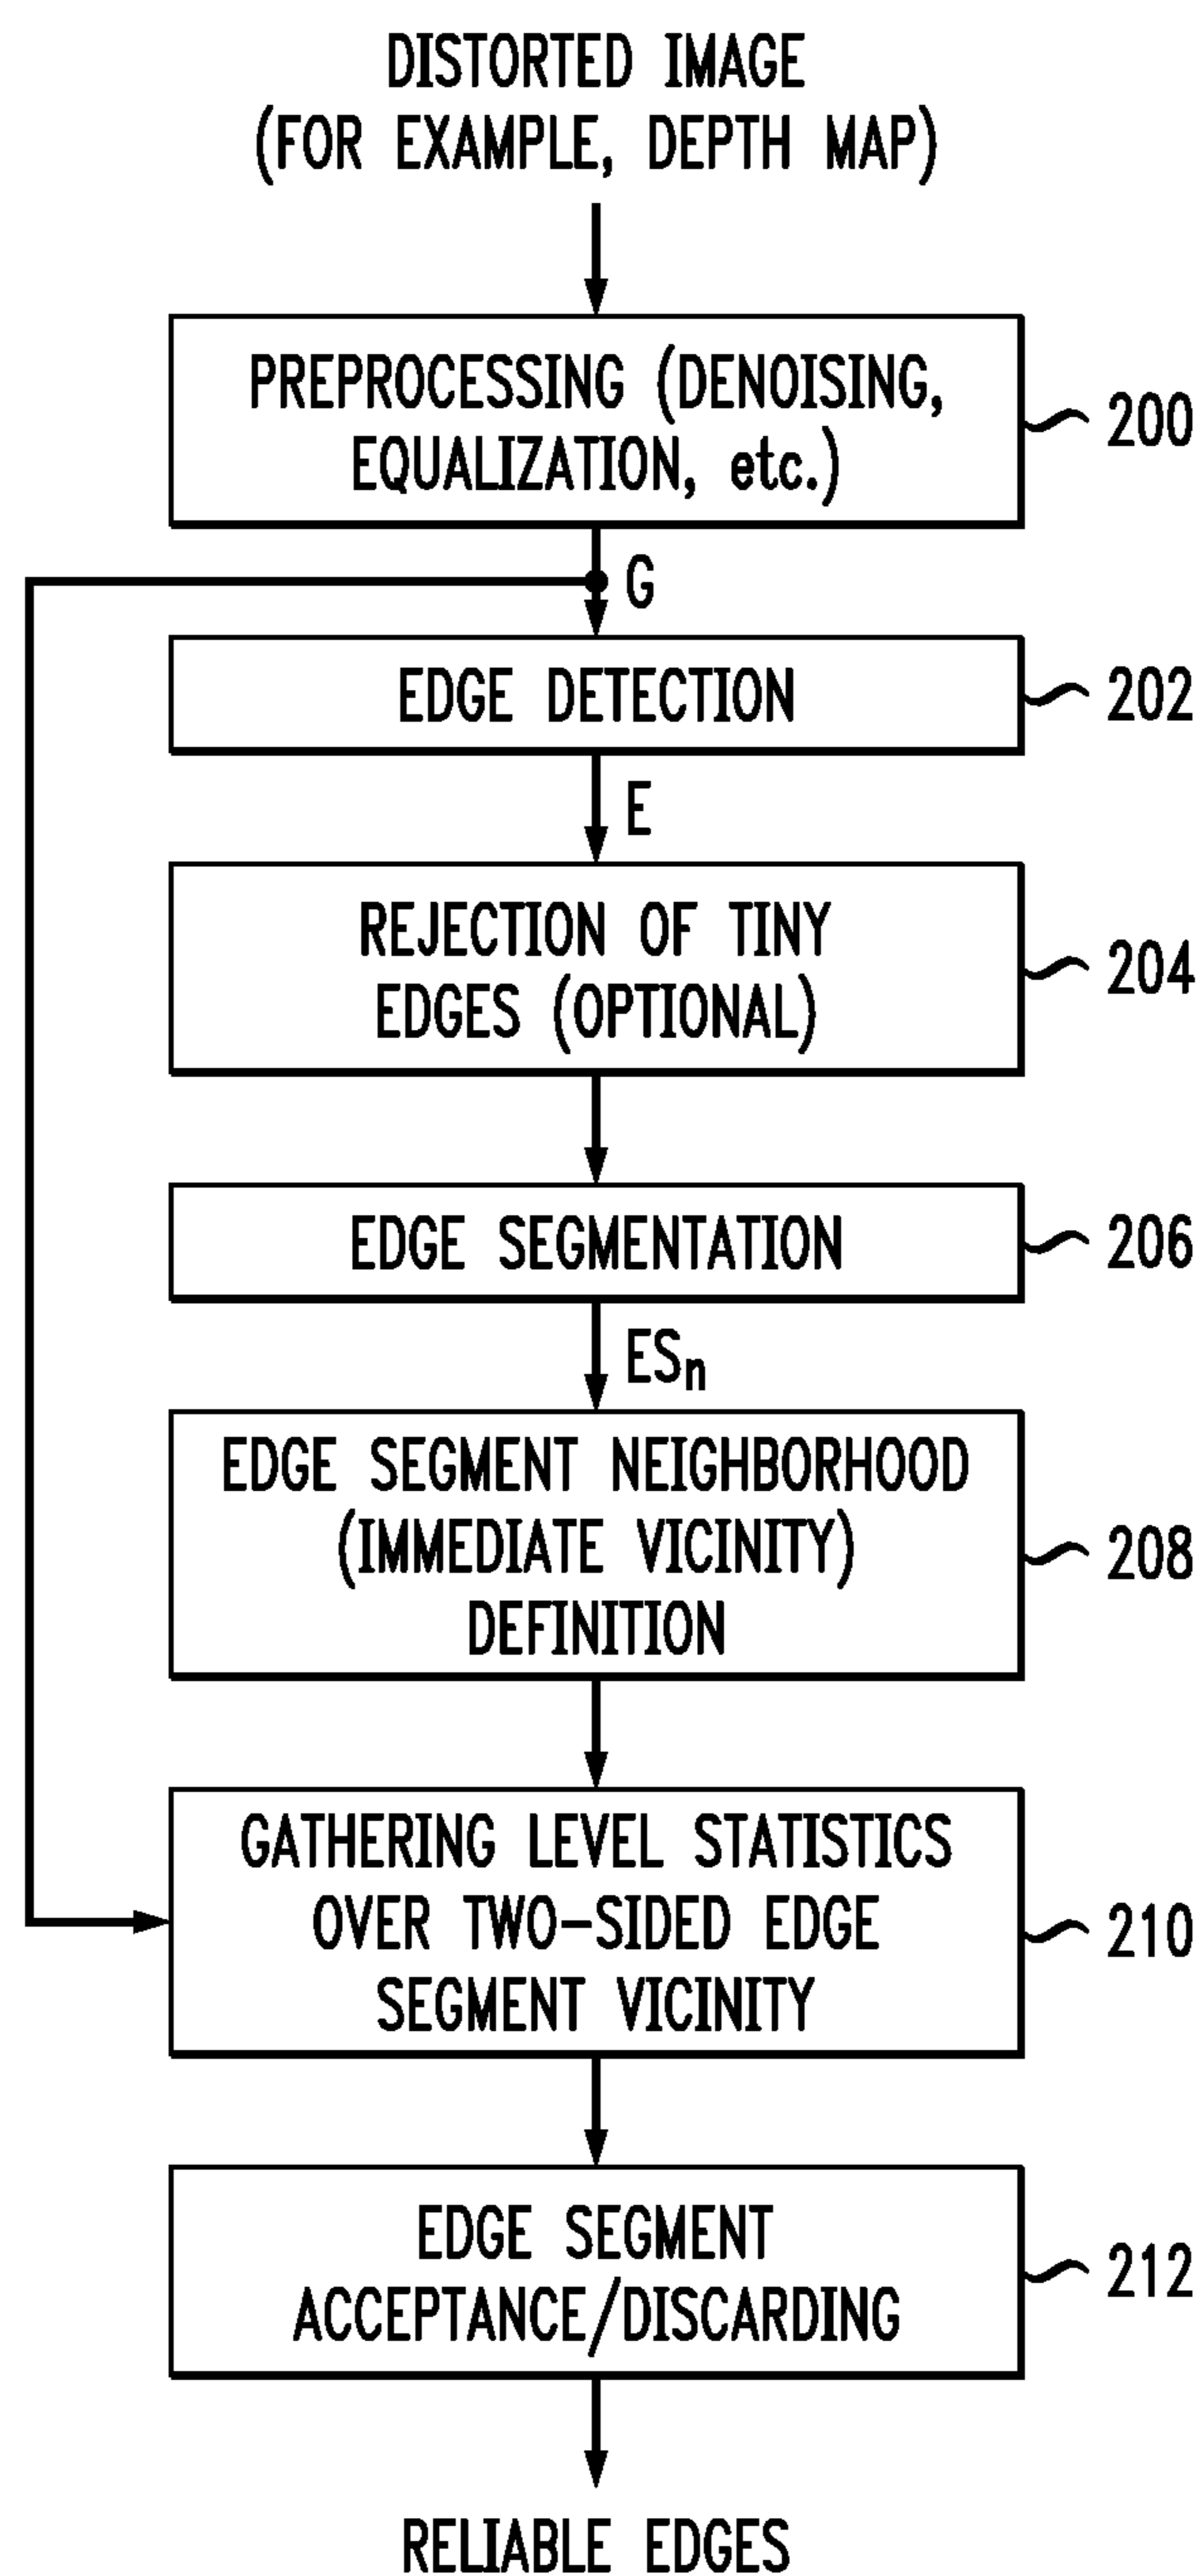 DISTORTED IMAGE
(FOR EXAMPLE, DEPTH MAP)
PREPROCESSING (DENOISING,
EQUALIZATION, etc.)
200
G
EDGE DETECTION
202
E
REJECTION OF TINY
EDGES (OPTIONAL)
204
EDGE SEGMENTATION
206
ESn
EDGE SEGMENT NEIGHBORHOOD
(IMMEDIATE VICINITY)
DEFINITION
208
GATHERING LEVEL STATISTICS
OVER TWO-SIDED EDGE
SEGMENT VICINITY
210
EDGE SEGMENT
ACCEPTANCE/DISCARDING
212
RELIABLE EDGES